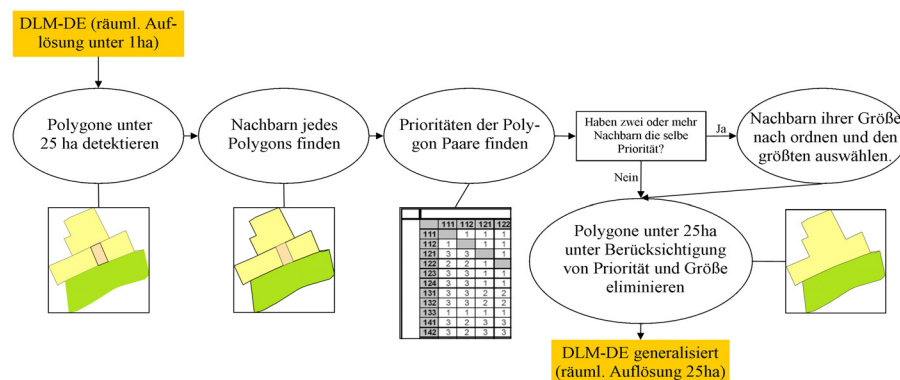 DLM-DE (räuml. Auf-
lösung unter 1ha)
Polygone unter
25 ha detektieren
Nachbarn jedes
Polygons finden
Prioritäten der Poly-
gon Paare finden
Haben zwei oder mehr
Nachbarn die selbe
Priorität?
Ja
Nachbarn ihrer Größe
nach ordnen und den
größten auswählen.
Nein
111 112 121 122
111 1 1 1
112 1 1 1
121 3 3 1
122 2 2 1
123 3 3 1 1
124 3 3 1 1
131 3 3 2 2
132 3 3 2 2
133 1 1 1 1
141 3 2 3 3
142 3 2 3 3
Polygone unter 25ha
unter Berücksichtigung
von Priorität und Größe
eliminieren
DLM-DE generalisiert
(räuml. Auflösung 25ha)